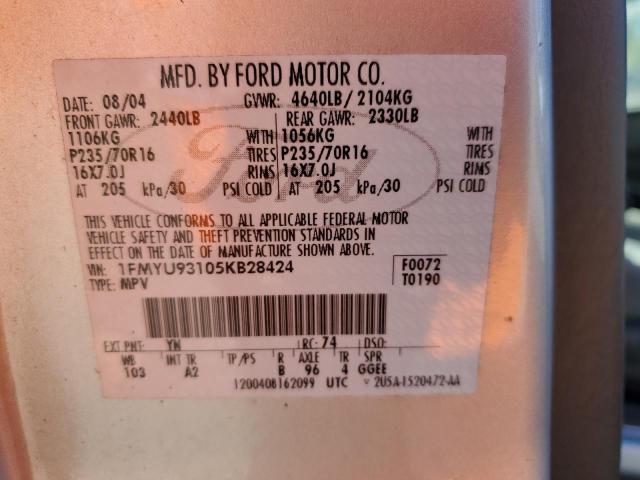 MFD. BY FORD MOTOR CO.
DATE: 08/04 GVWR: 4640LB/ 2104KG
FRONT GAWR: 2440LB REAR GAWR: 2330LB
1106KG WITH 1056KG WITH
P235/70R16 TIRES P235/70R16 TIRES
16X7.0J RIMS 16X7.0J RIMS
AT 205 kPa/30 PSI COLD AT 205 kPa/30 PSI COLD
Ford
THIS VEHICLE CONFORMS TO ALL APPLICABLE FEDERAL MOTOR
VEHICLE SAFETY AND THEFT PREVENTION STANDARDS IN
EFFECT ON THE DATE OF MANUFACTURE SHOWN ABOVE.
VIN: 1FMYU93105KB28424 F0072
TYPE: MPV T0190
EXT PNT: YN RC: 74 DSO:
WB INT TR TP/PS R AXLE TR SPR
103 A2 B 96 4 GGEE
1200408162099 UTC 2U5A-1520472-AA